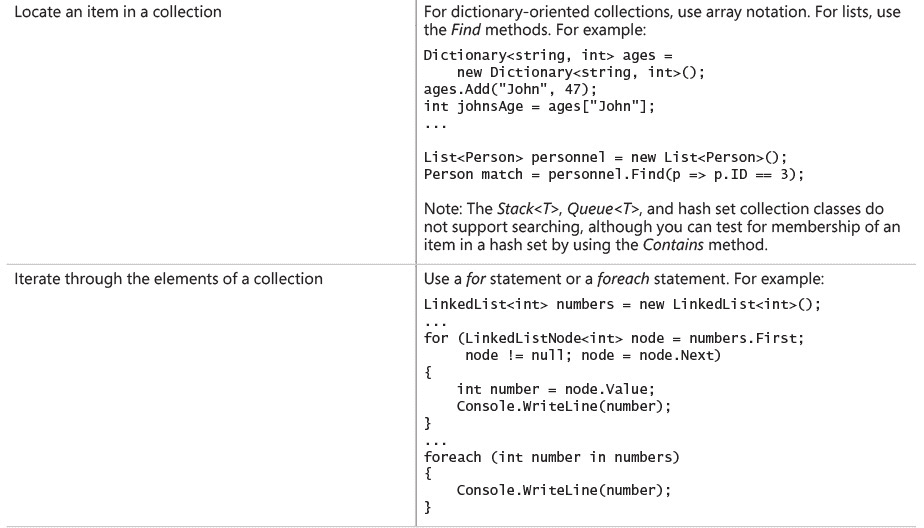 Locate an item in a collection
For dictionary-oriented collections, use array notation. For lists, use
the Find methods. For example:
Dictionary<string, int> ages =
    new Dictionary<string, int>();
ages.Add("John", 47);
int johnsAge = ages["John"];
...
List<Person> personnel = new List<Person>();
Person match = personnel.Find(p => p.ID == 3);
Note: The Stack<T>, Queue<T>, and hash set collection classes do
not support searching, although you can test for membership of an
item in a hash set by using the Contains method.
Iterate through the elements of a collection
Use a for statement or a foreach statement. For example:
LinkedList<int> numbers = new LinkedList<int>();
...
for (LinkedListNode<int> node = numbers.First;
     node != null; node = node.Next)
{
    int number = node.Value;
    Console.WriteLine(number);
}
...
foreach (int number in numbers)
{
    Console.WriteLine(number);
}